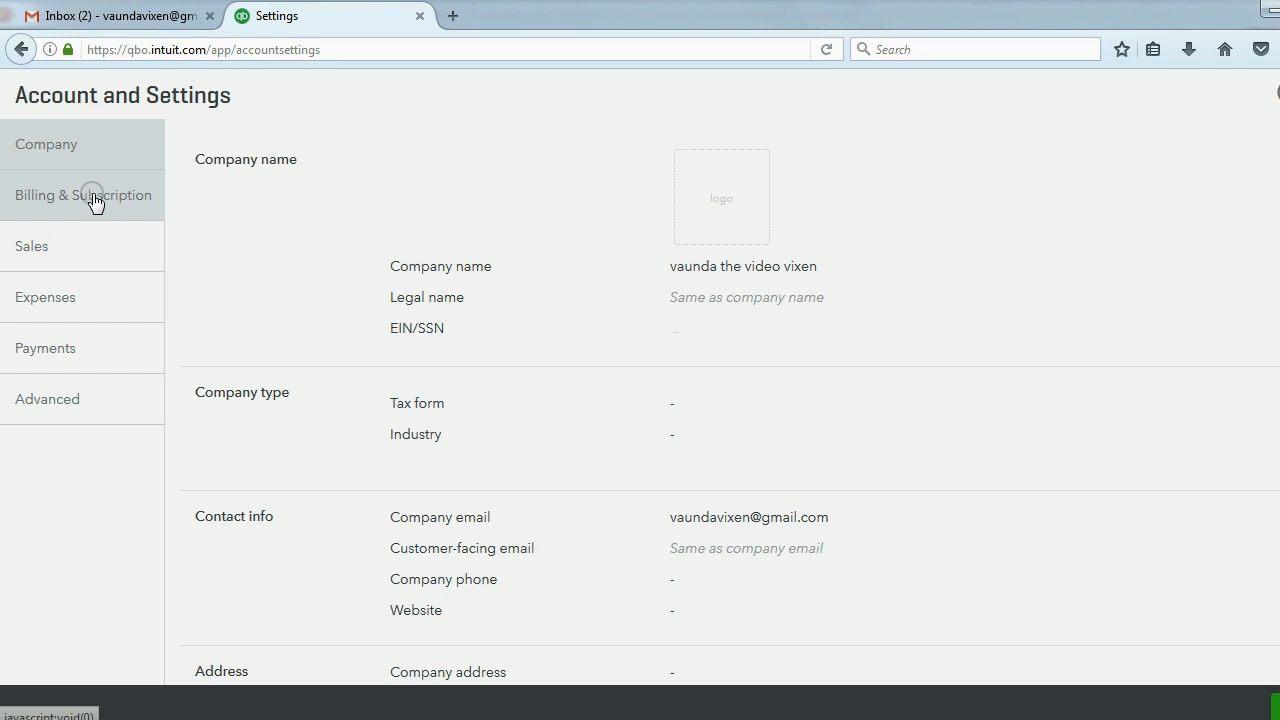 Inbox (2) - vaundavixen@gm
Settings
https://qbo.intuit.com/app/accountsettings
Search
Account and Settings
Company
Billing & Subscription
Sales
Expenses
Payments
Advanced
Company name
logo
Company name vaunda the video vixen
Legal name Same as company name
EIN/SSN -
Company type
Tax form -
Industry -
Contact info
Company email vaundavixen@gmail.com
Customer-facing email Same as company email
Company phone -
Website -
Address
Company address -
javascript:void(0)